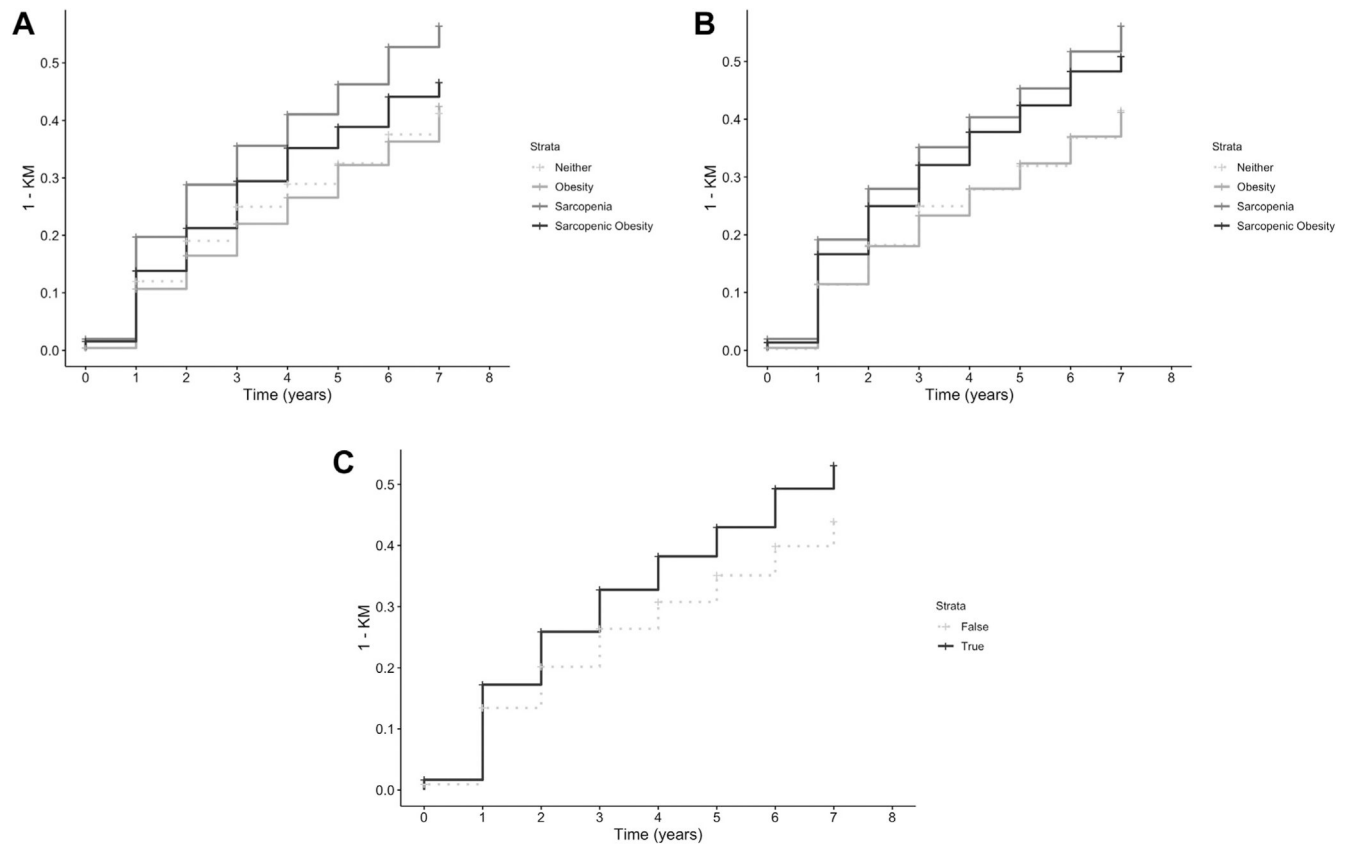 A
1 - KM
0.5
0.4
0.3
0.2
0.1
0.0
0 1 2 3 4 5 6 7 8
Time (years)
Strata
Neither
Obesity
Sarcopenia
Sarcopenic Obesity
B
1 - KM
0.5
0.4
0.3
0.2
0.1
0.0
0 1 2 3 4 5 6 7 8
Time (years)
Strata
Neither
Obesity
Sarcopenia
Sarcopenic Obesity
C
1 - KM
0.5
0.4
0.3
0.2
0.1
0.0
0 1 2 3 4 5 6 7 8
Time (years)
Strata
False
True